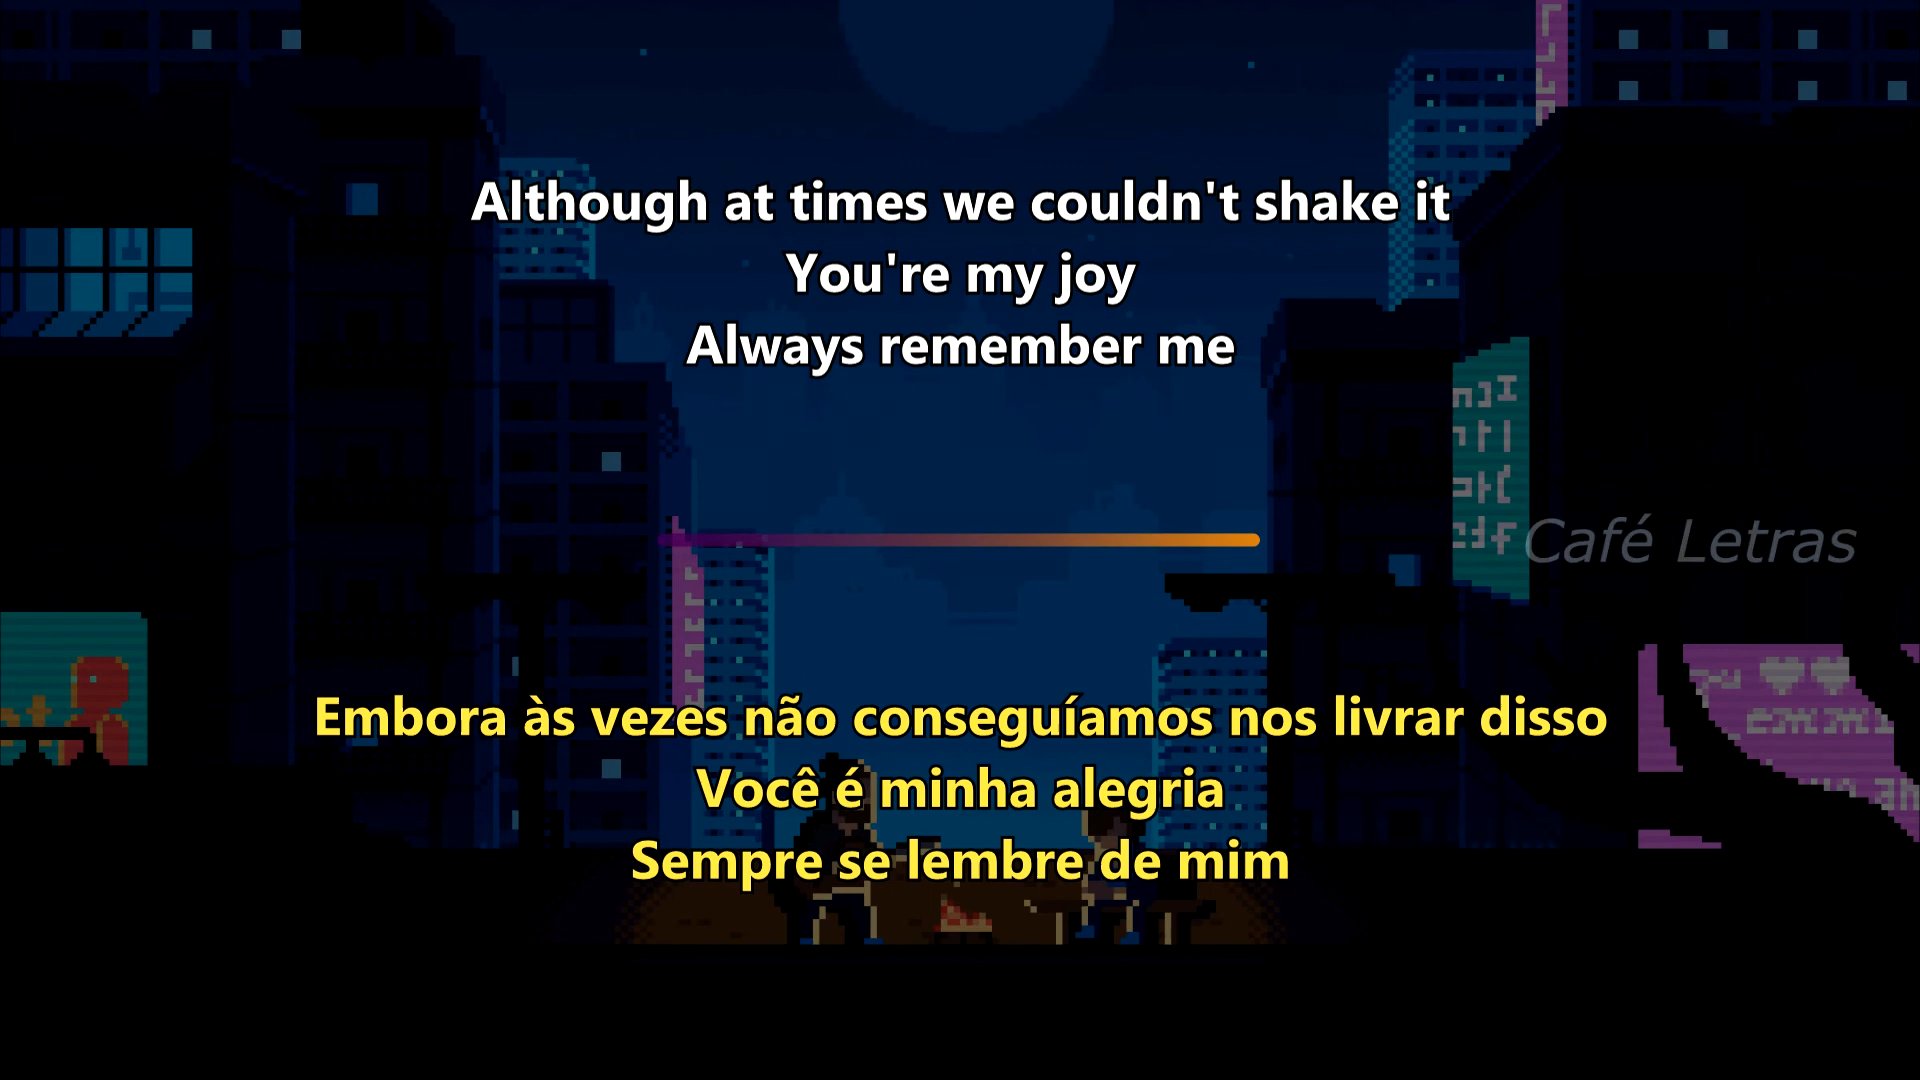 Although at times we couldn't shake it
You're my joy
Always remember me
Café Letras
Embora às vezes não conseguíamos nos livrar disso
Você é minha alegria
Sempre se lembre de mim